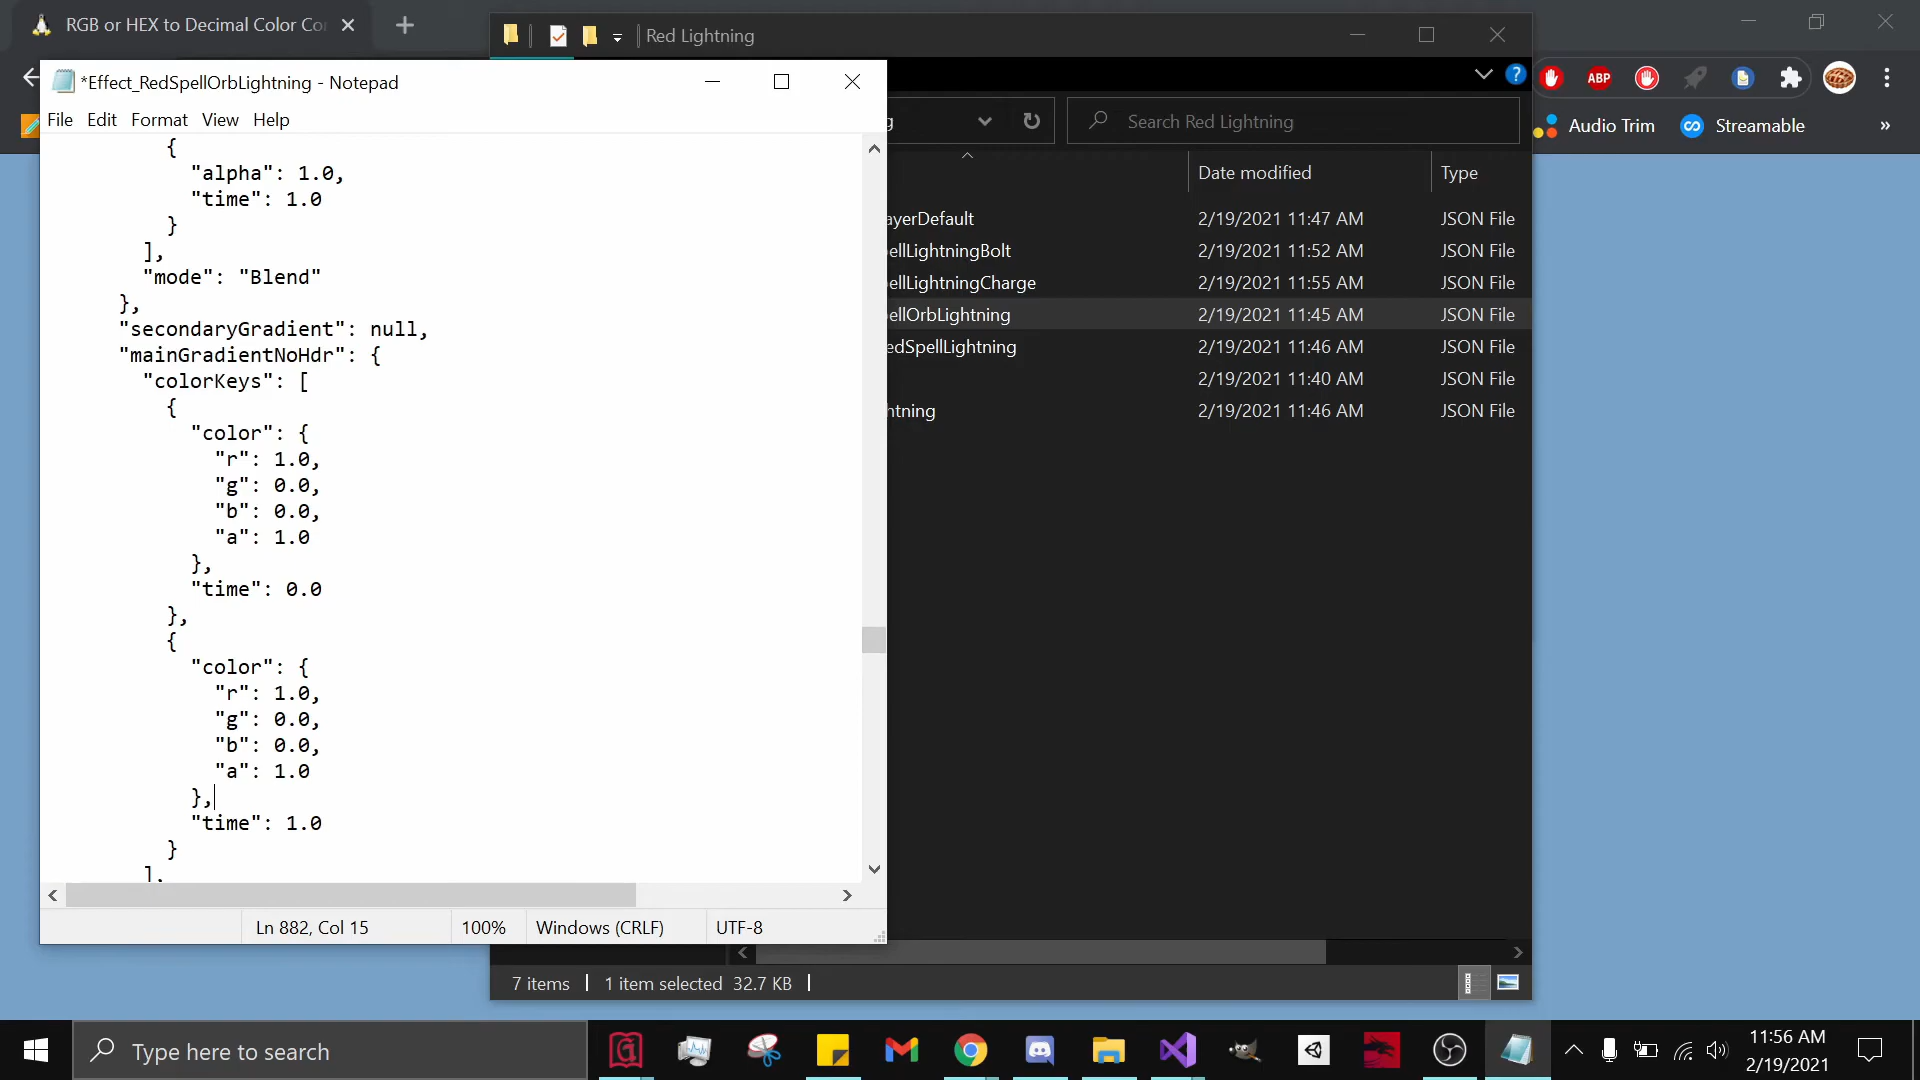 RGB or HEX to Decimal Color Co
Red Lightning
*Effect_RedSpellOrbLightning - Notepad
File Edit Format View Help
Search Red Lightning
ABP
Audio Trim
Streamable
»
{
"alpha": 1.0,
"time": 1.0
}
],
"mode": "Blend"
},
"secondaryGradient": null,
"mainGradientNoHdr": {
"colorKeys": [
{
"color": {
"r": 1.0,
"g": 0.0,
"b": 0.0,
"a": 1.0
},
"time": 0.0
},
{
"color": {
"r": 1.0,
"g": 0.0,
"b": 0.0,
"a": 1.0
},
"time": 1.0
}
],
Ln 882, Col 15
100%
Windows (CRLF)
UTF-8
Date modified Type
ayerDefault 2/19/2021 11:47 AM JSON File
ellLightningBolt 2/19/2021 11:52 AM JSON File
ellLightningCharge 2/19/2021 11:55 AM JSON File
ellOrbLightning 2/19/2021 11:45 AM JSON File
edSpellLightning 2/19/2021 11:46 AM JSON File
2/19/2021 11:40 AM JSON File
htning 2/19/2021 11:46 AM JSON File
7 items 1 item selected 32.7 KB
Type here to search
11:56 AM
2/19/2021